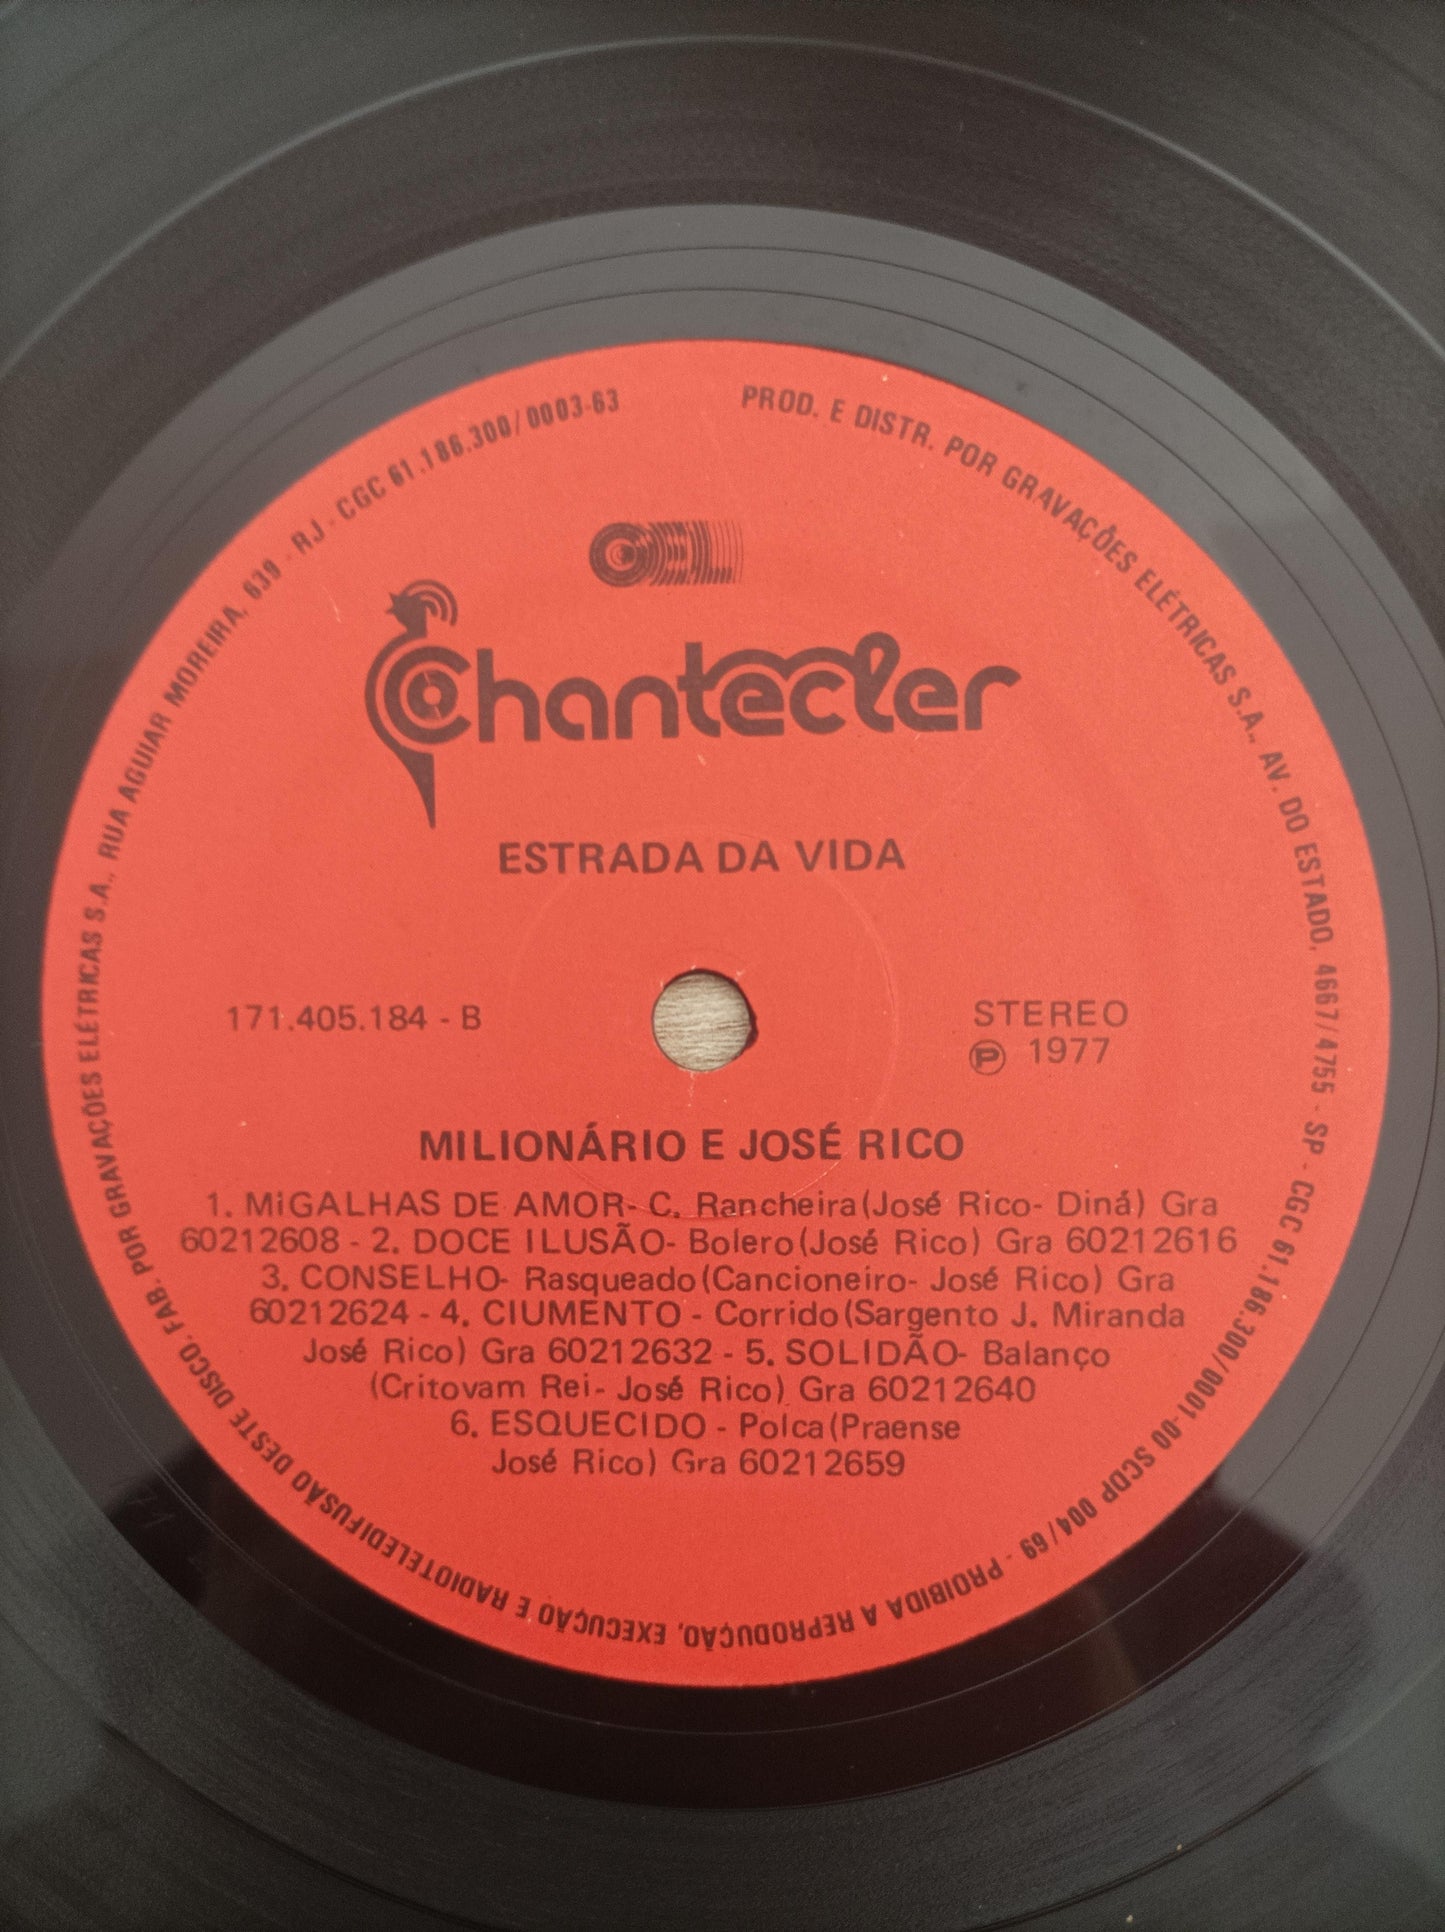 FAB. POR GRAVAÇÕES ELÉTRICAS S.A., RUA AGUIAR MOREIRA, 639 - RJ - CGC 61.186.300/0003-63
PROD. E DISTR. POR GRAVAÇÕES ELÉTRICAS S.A., AV. DO ESTADO, 4667/4755 - SP - CGC 61.186.300/0001-00 SCDP 004/69 - PROIBIDA A REPRODUÇÃO, EXECUÇÃO E RADIOTELEDIFUSÃO DESTE DISCO.
GEL
Chantecler
ESTRADA DA VIDA
171.405.184 - B
STEREO
℗ 1977
MILIONÁRIO E JOSÉ RICO
1. MiGALHAS DE AMOR- C. Rancheira(José Rico- Diná) Gra
60212608 - 2. DOCE ILUSÃO- Bolero(José Rico) Gra 60212616
3. CONSELHO- Rasqueado(Cancioneiro- José Rico) Gra
60212624 - 4. CIUMENTO - Corrido(Sargento J. Miranda
José Rico) Gra 60212632 - 5. SOLIDÃO- Balanço
(Critovam Rei- José Rico) Gra 60212640
6. ESQUECIDO - Polca(Praense
José Rico) Gra 60212659